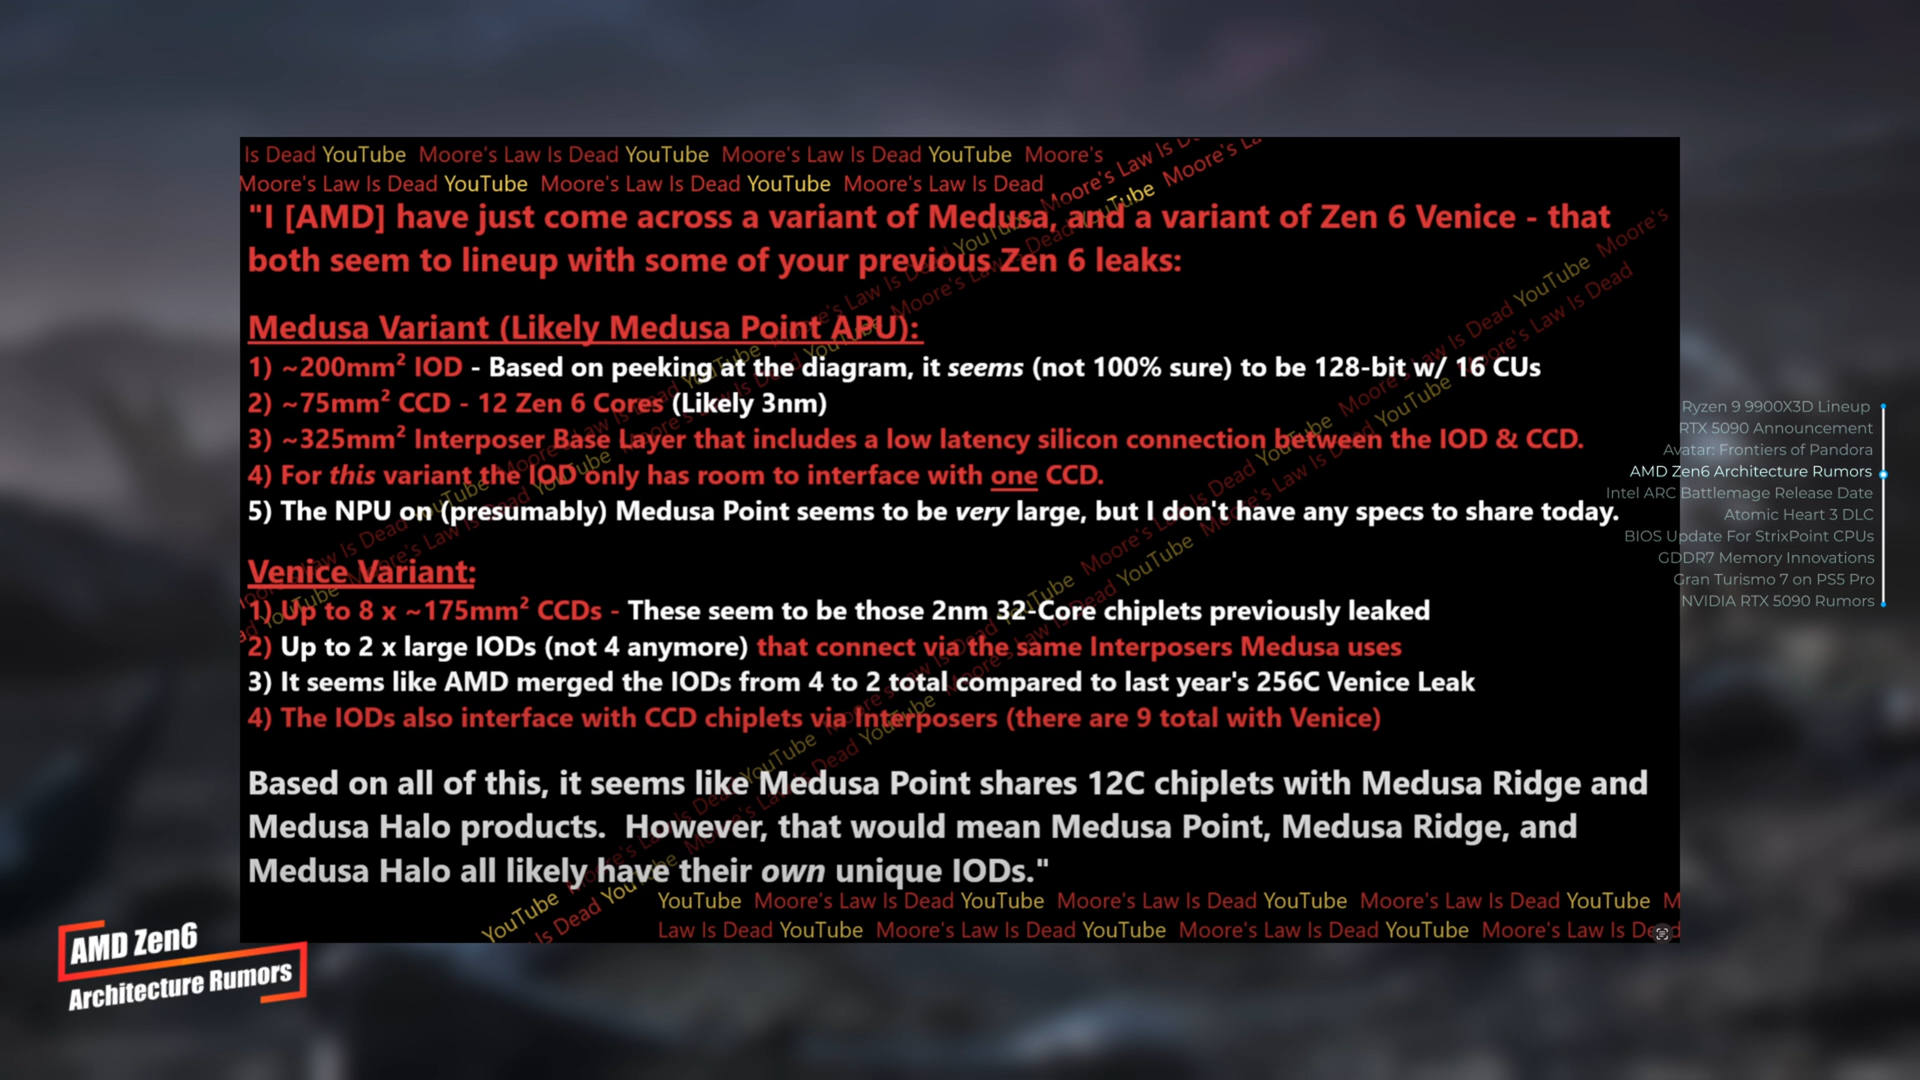 Is Dead YouTube Moore's Law Is Dead YouTube Moore's Law Is Dead YouTube Moore's
Moore's Law Is Dead YouTube Moore's Law Is Dead YouTube Moore's Law Is Dead
"I [AMD] have just come across a variant of Medusa, and a variant of Zen 6 Venice - that
both seem to lineup with some of your previous Zen 6 leaks:
Medusa Variant (Likely Medusa Point APU):
1) ~200mm² IOD - Based on peeking at the diagram, it seems (not 100% sure) to be 128-bit w/ 16 CUs
2) ~75mm² CCD - 12 Zen 6 Cores (Likely 3nm)
3) ~325mm² Interposer Base Layer that includes a low latency silicon connection between the IOD & CCD.
4) For this variant the IOD only has room to interface with one CCD.
5) The NPU on (presumably) Medusa Point seems to be very large, but I don't have any specs to share today.
Venice Variant:
1) Up to 8 x ~175mm² CCDs - These seem to be those 2nm 32-Core chiplets previously leaked
2) Up to 2 x large IODs (not 4 anymore) that connect via the same Interposers Medusa uses
3) It seems like AMD merged the IODs from 4 to 2 total compared to last year's 256C Venice Leak
4) The IODs also interface with CCD chiplets via Interposers (there are 9 total with Venice)
Based on all of this, it seems like Medusa Point shares 12C chiplets with Medusa Ridge and
Medusa Halo products. However, that would mean Medusa Point, Medusa Ridge, and
Medusa Halo all likely have their own unique IODs."
YouTube Moore's Law Is Dead YouTube Moore's Law Is Dead YouTube Moore's Law Is Dead YouTube M
Law Is Dead YouTube Moore's Law Is Dead YouTube Moore's Law Is Dead YouTube Moore's Law Is Dead
Ryzen 9 9900X3D Lineup
RTX 5090 Announcement
Avatar: Frontiers of Pandora
AMD Zen6 Architecture Rumors
Intel ARC Battlemage Release Date
Atomic Heart 3 DLC
BIOS Update For StrixPoint CPUs
GDDR7 Memory Innovations
Gran Turismo 7 on PS5 Pro
NVIDIA RTX 5090 Rumors
AMD Zen6
Architecture Rumors